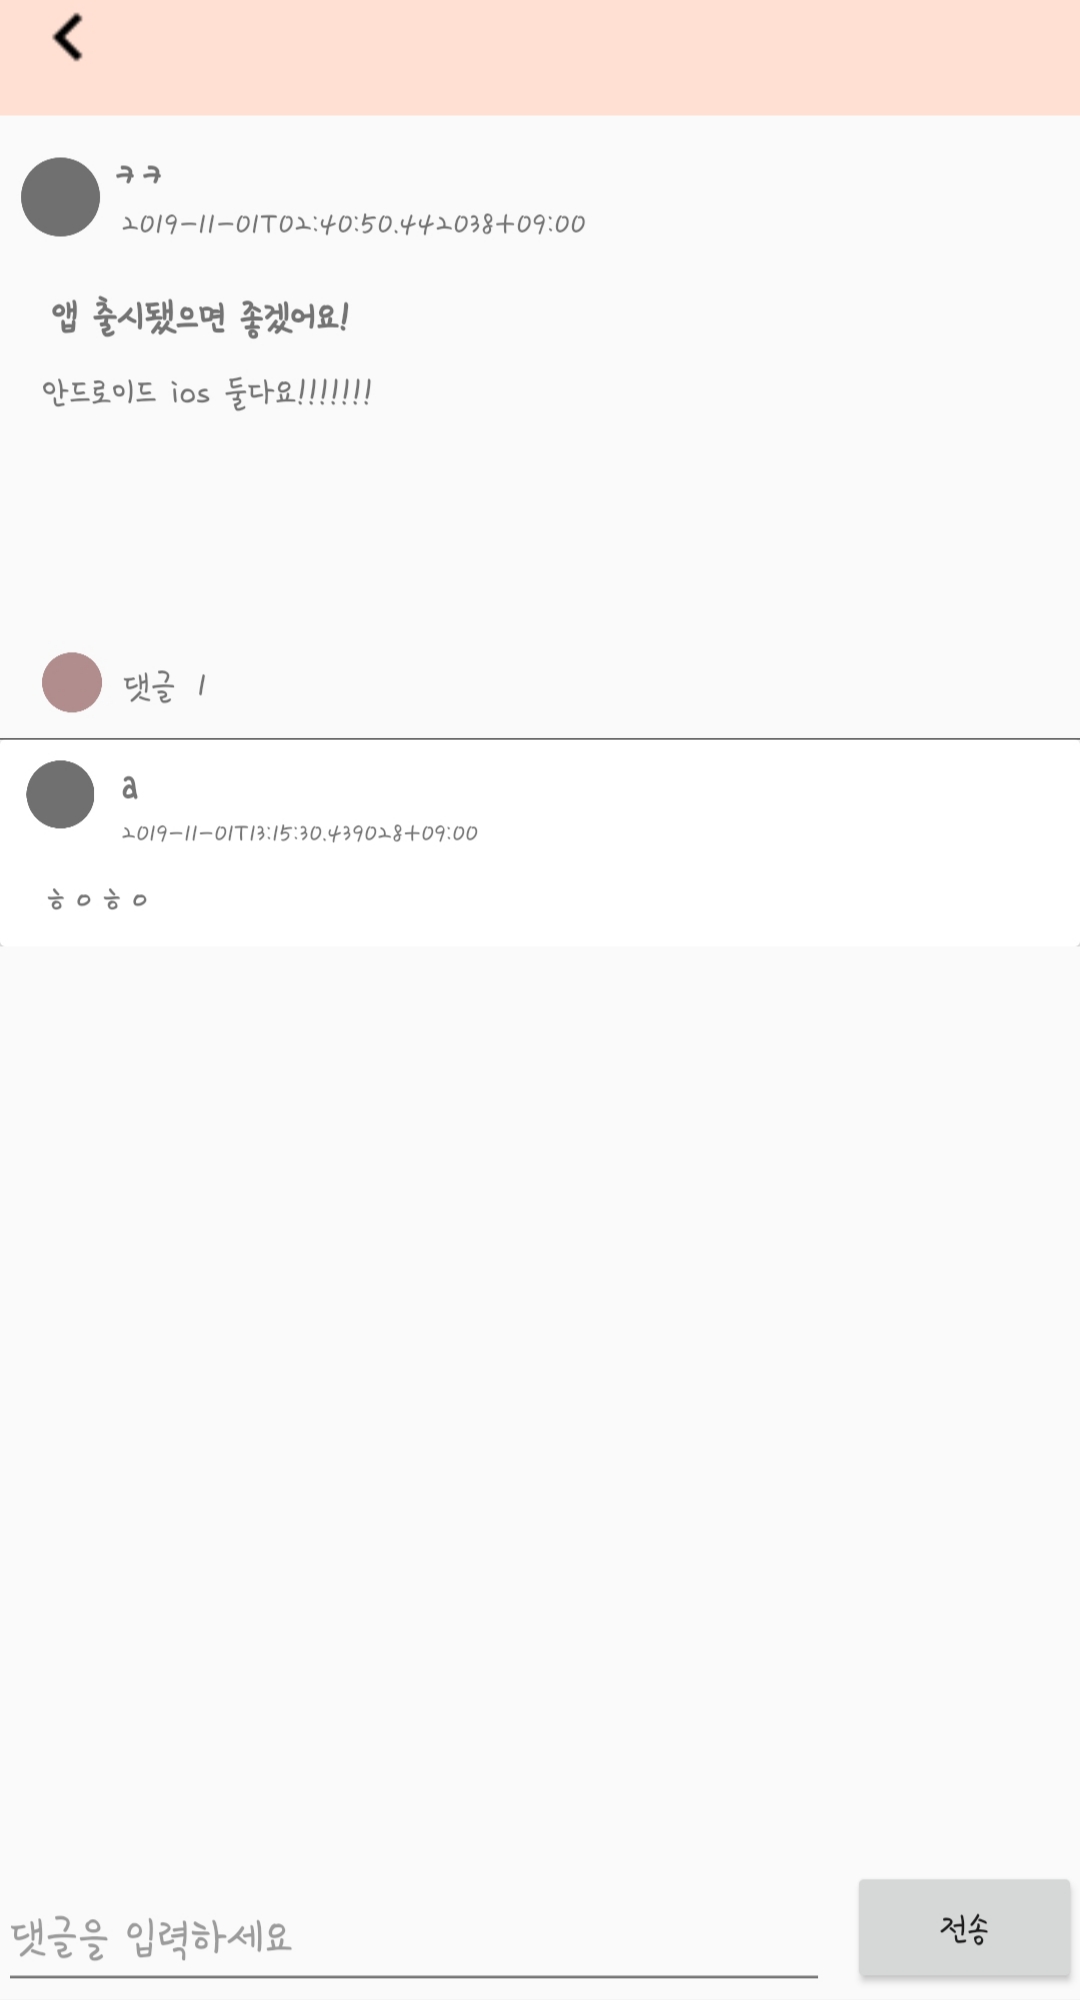 ㅋㅋ
2019-11-01T02:40:50.442038+09:00
앱 출시됐으면 좋겠어요!
안드로이드 ios 둘다요!!!!!!!
댓글 1
a
2019-11-01T13:15:30.439028+09:00
ㅎㅇㅎㅇ
댓글을 입력하세요
전송